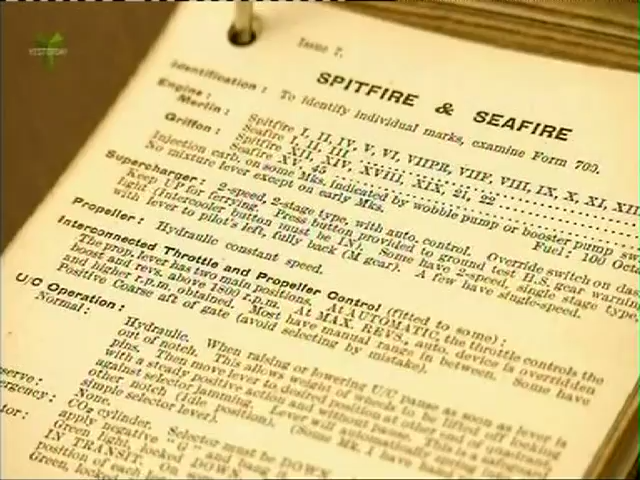 YESTERDAY
Issue 7.
SPITFIRE & SEAFIRE
Identification: To identify individual marks, examine Form 700.
Engine:
Merlin: Spitfire I, II, IV, V, VI, VIIPR, VIIF, VIII, IX, X, XI, XII
Seafire I, II, III
Griffon: Spitfire XII, XIV, XVIII, XIX, 21, 22
Seafire XV, 45
Injection carb. on some Mks. indicated by wobble pump or booster pump sw
No mixture lever except on early Mks. Fuel: 100 Octa
Supercharger: 2-speed, 2-stage type, with auto. control. Override switch on das
Keep UP for ferrying. Press button provided to ground test H.S. gear warnin
light (Intercooler button must be IN). Some have 2-speed, single stage type,
with lever to pilot's left, fully back (M gear). A few have single-speed.
Propeller: Hydraulic constant speed.
Interconnected Throttle and Propeller Control (fitted to some):
The prop. lever has two main positions. At AUTOMATIC the throttle controls the
boost and revs. above 1800 r.p.m. At MAX. REVS. auto. device is overridden
and higher r.p.m. obtained. Most have manual range in between. Some have
Positive Coarse aft of gate (avoid selecting by mistake).
U/C Operation:
Normal: Hydraulic. When raising or lowering U/C pause as soon as lever is
out of notch. This allows weight of wheels to be lifted off locking
pins. Then move lever to desired position at other end of quadrant
with a steady positive action and without pause. This is a safeguard
against selector jamming. Lever will automatically spring into
other notch (Idle position). (Some Mk. I have hand
simple selector lever).
serve: None.
ergency: CO₂ cylinder. Selector must be DOWN
apply negative "G" and bang
tor: Green light, locked DOWN.
IN TRANSIT. On som
position of each le
Green, locked